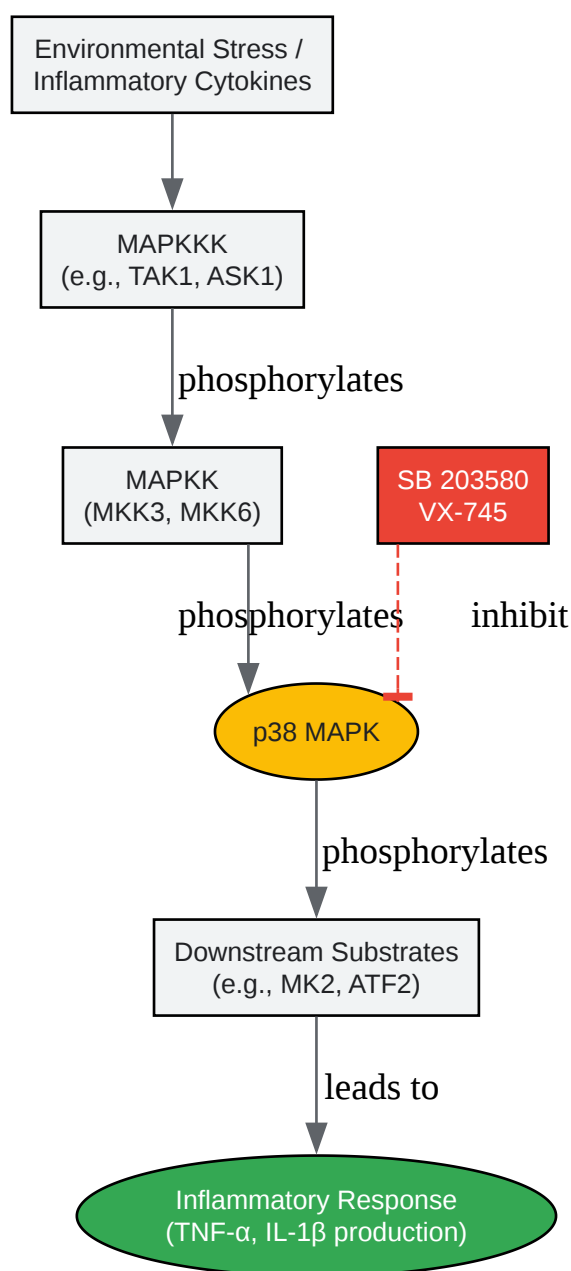 Environmental Stress /
Inflammatory Cytokines
MAPKKK
(e.g., TAK1, ASK1)
phosphorylates
MAPKK
(MKK3, MKK6)
SB 203580
VX-745
phosphorylates
inhibit
p38 MAPK
phosphorylates
Downstream Substrates
(e.g., MK2, ATF2)
leads to
Inflammatory Response
(TNF-α, IL-1β production)